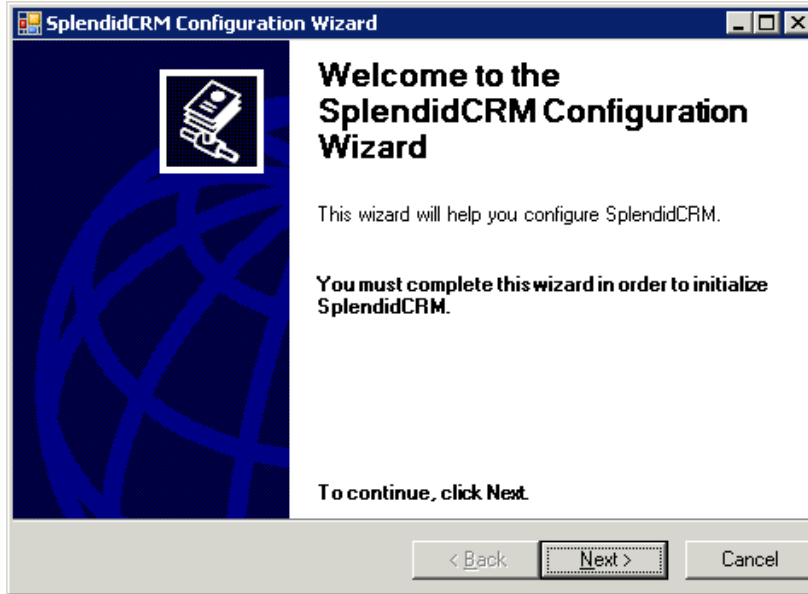 SplendidCRM Configuration Wizard
Welcome to the
SplendidCRM Configuration
Wizard
This wizard will help you configure SplendidCRM.
You must complete this wizard in order to initialize
SplendidCRM.
To continue, click Next.
< Back
Next >
Cancel